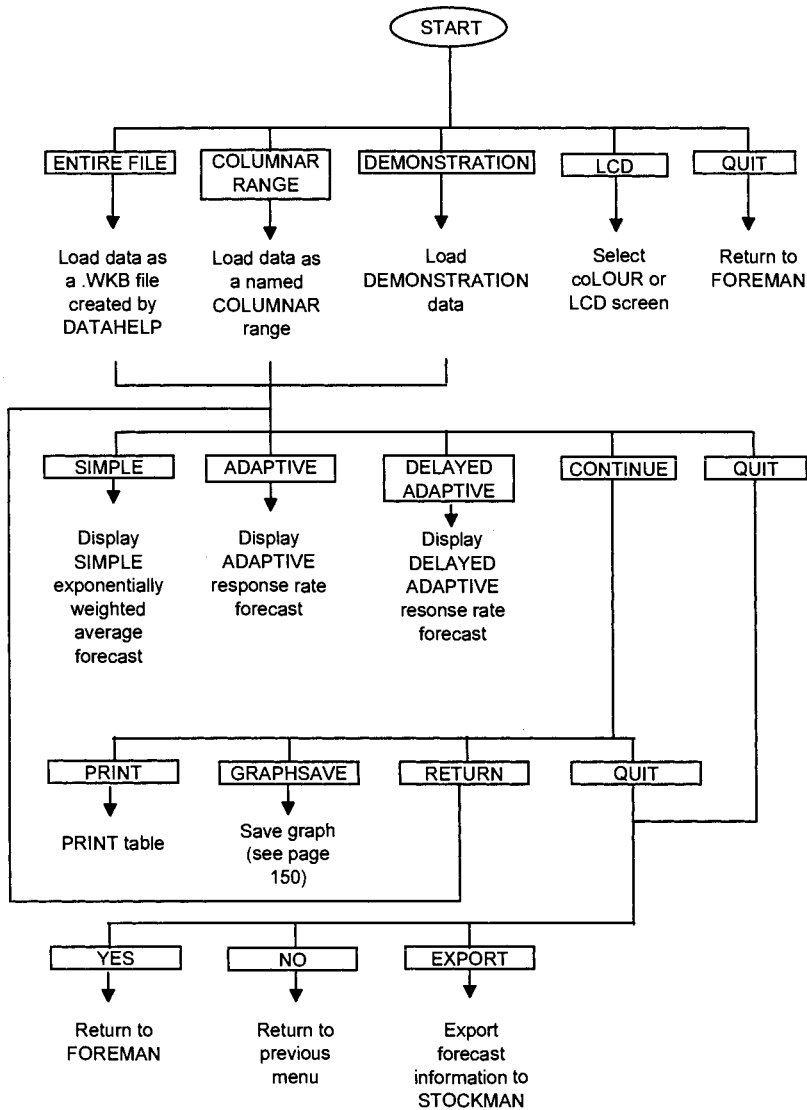 START
ENTIRE FILE
COLUMNAR
RANGE
DEMONSTRATION
LCD
QUIT
Load data as
a .WKB file
created by
DATAHELP
Load data as
a named
COLUMNAR
range
Load
DEMONSTRATION
data
Select
coLOUR or
LCD screen
Return to
FOREMAN
SIMPLE
ADAPTIVE
DELAYED
ADAPTIVE
CONTINUE
QUIT
Display
SIMPLE
exponentially
weighted
average
forecast
Display
ADAPTIVE
response rate
forecast
Display
DELAYED
ADAPTIVE
resonse rate
forecast
PRINT
GRAPHSAVE
RETURN
QUIT
PRINT table
Save graph
(see page
150)
YES
NO
EXPORT
Return to
FOREMAN
Return to
previous
menu
Export
forecast
information to
STOCKMAN